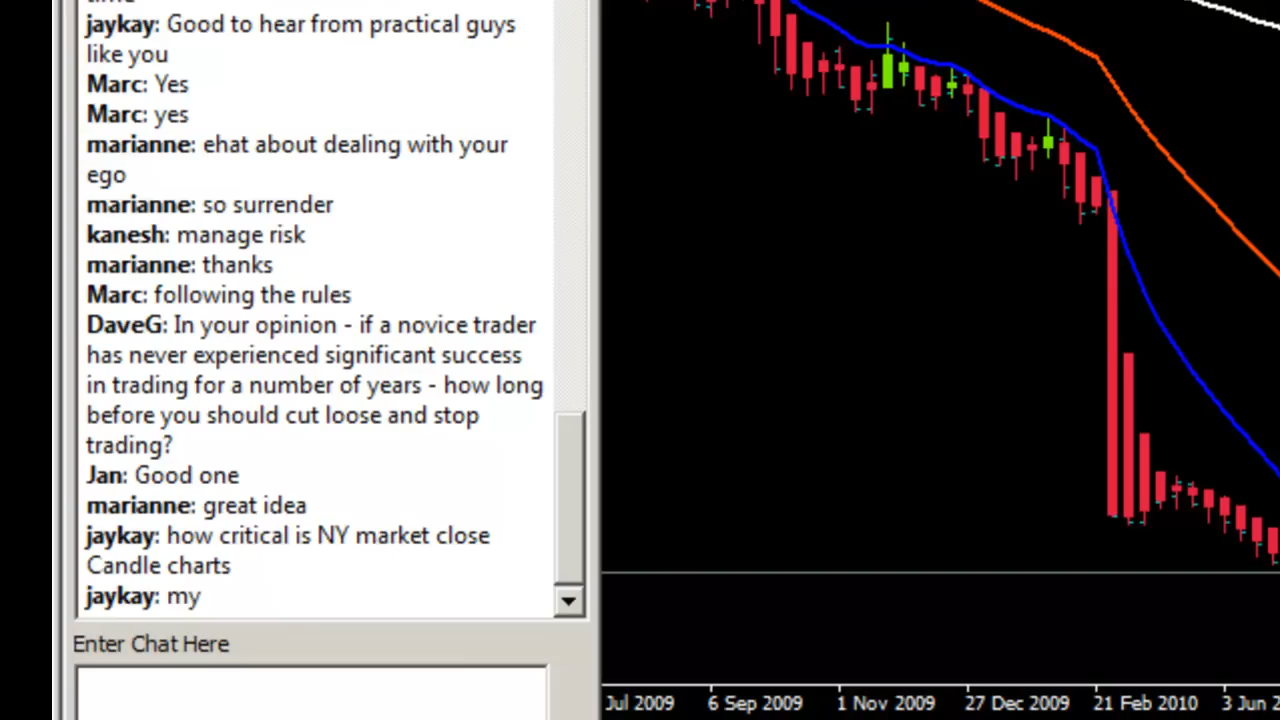 time
jaykay: Good to hear from practical guys
like you
Marc: Yes
Marc: yes
marianne: ehat about dealing with your
ego
marianne: so surrender
kanesh: manage risk
marianne: thanks
Marc: following the rules
DaveG: In your opinion - if a novice trader
has never experienced significant success
in trading for a number of years - how long
before you should cut loose and stop
trading?
Jan: Good one
marianne: great idea
jaykay: how critical is NY market close
Candle charts
jaykay: my
Enter Chat Here
Jul 2009 6 Sep 2009 1 Nov 2009 27 Dec 2009 21 Feb 2010 3 Jun 2